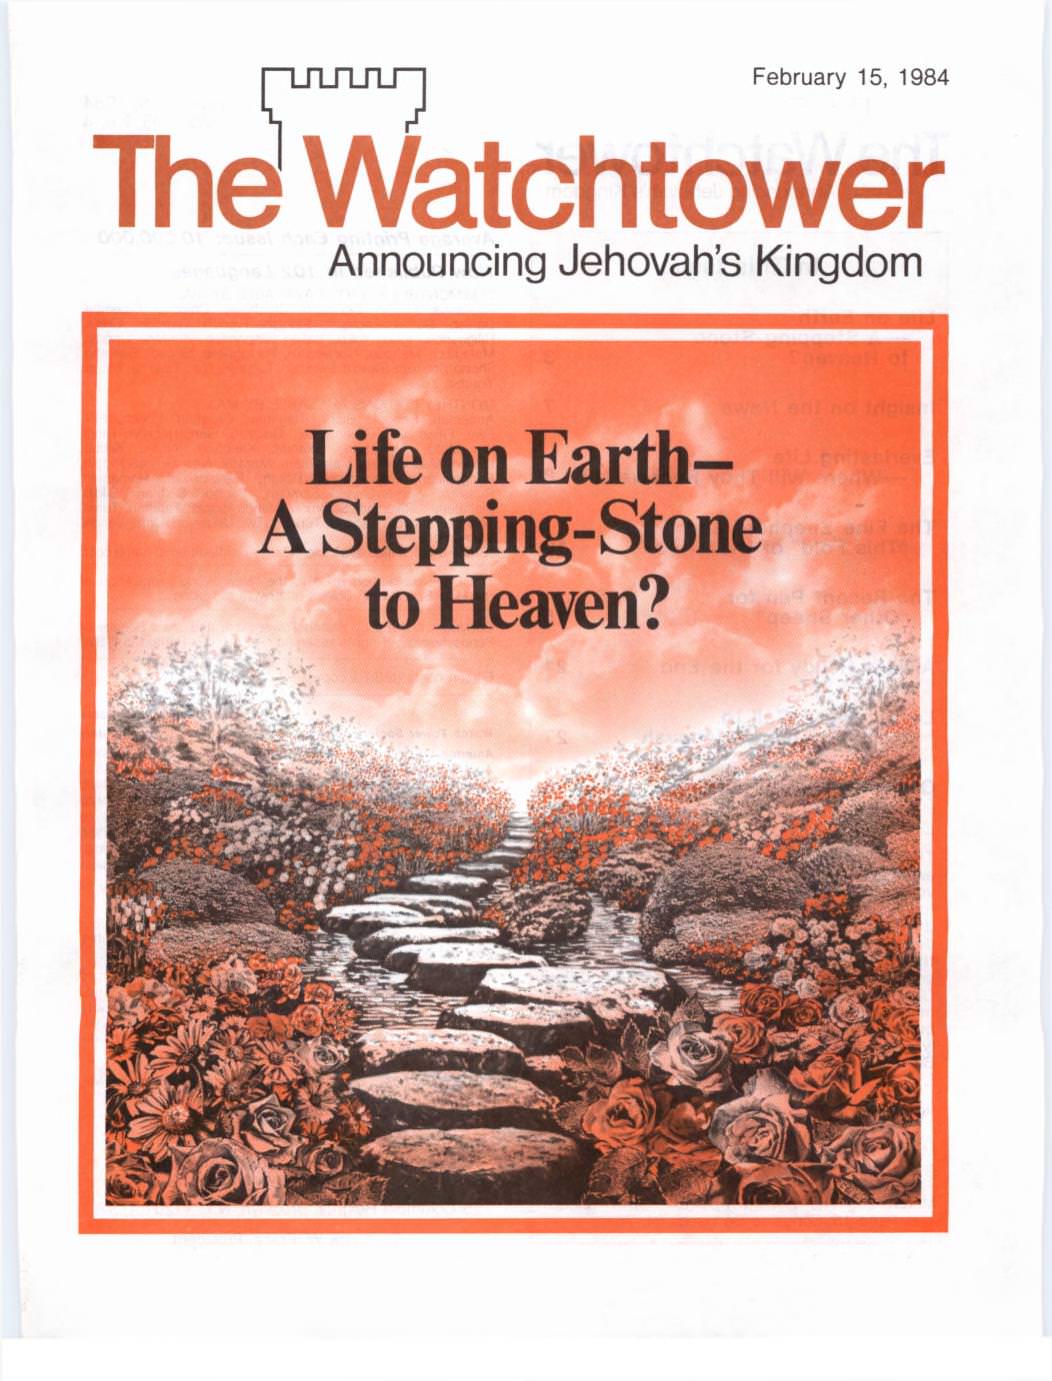 February 15, 1984
The Watchtower
Announcing Jehovah's Kingdom
Life on Earth–
A Stepping-Stone
to Heaven?